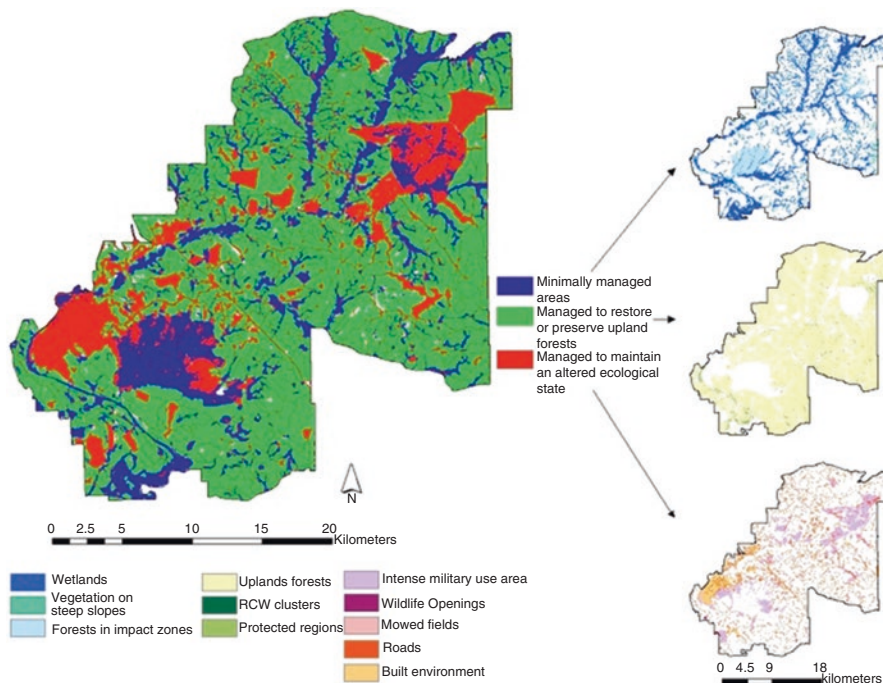 Minimally managed
areas
Managed to restore
or preserve upland
forests
Managed to maintain
an altered ecological
state
N
0 2.5 5 10 15 20
Kilometers
Wetlands
Vegetation on
steep slopes
Forests in impact zones
Uplands forests
RCW clusters
Protected regions
Intense military use area
Wildlife Openings
Mowed fields
Roads
Built environment
0 4.5 9 18
kilometers